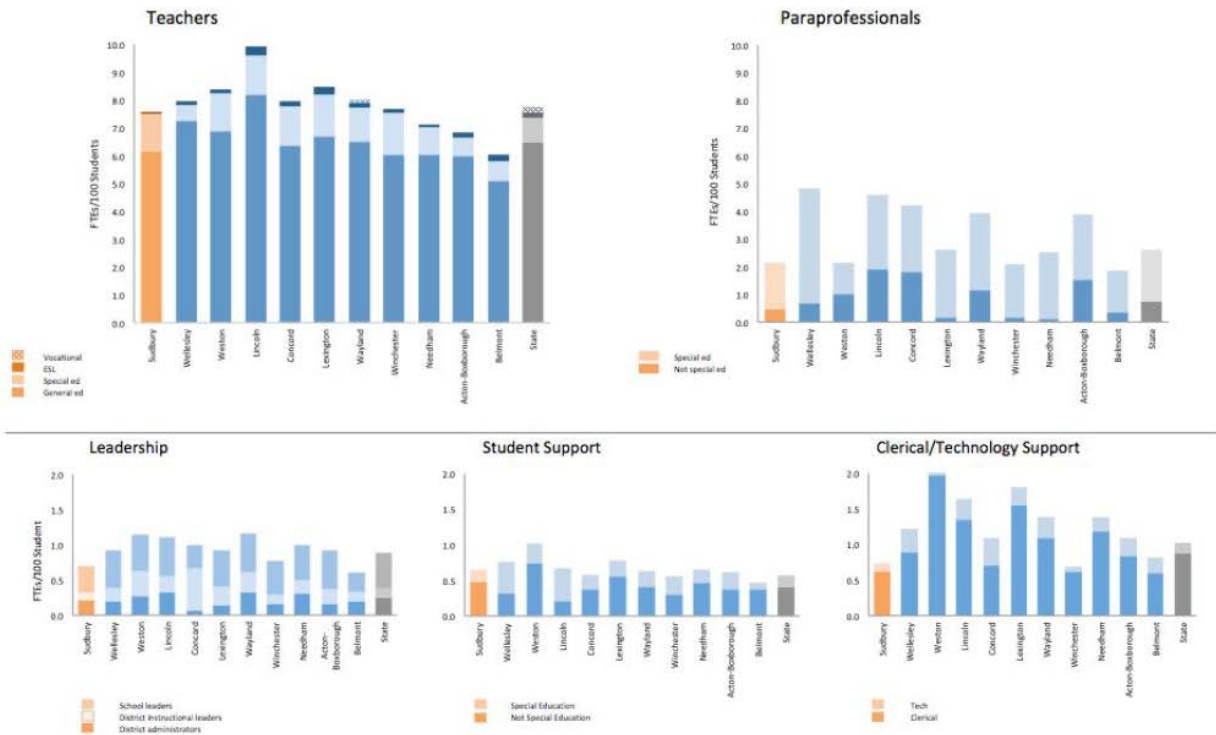 Teachers
FTEs/100 Students
10.0
9.0
8.0
7.0
6.0
5.0
4.0
3.0
2.0
1.0
0.0
Sudbury
Wellesley
Weston
Lincoln
Concord
Lexington
Wayland
Winchester
Needham
Acton-Boxborough
Belmont
State
Vocational
ESL
Special ed
General ed
Paraprofessionals
FTEs/100 Students
10.0
9.0
8.0
7.0
6.0
5.0
4.0
3.0
2.0
1.0
0.0
Sudbury
Wellesley
Weston
Lincoln
Concord
Lexington
Wayland
Winchester
Needham
Acton-Boxborough
Belmont
State
Special ed
Not special ed
Leadership
FTEs/100 Student
2.0
1.5
1.0
0.5
0.0
Sudbury
Wellesley
Weston
Lincoln
Concord
Lexington
Wayland
Winchester
Needham
Acton-
Boxborough
Belmont
State
School leaders
District instructional leaders
District administrators
Student Support
2.0
1.5
1.0
0.5
0.0
Sudbury
Wellesley
Weston
Lincoln
Concord
Lexington
Wayland
Winchester
Needham
Acton-Boxborough
Belmont
State
Special Education
Not Special Education
Clerical/Technology Support
2.0
1.5
1.0
0.5
0.0
Sudbury
Wellesley
Weston
Lincoln
Concord
Lexington
Wayland
Winchester
Needham
Acton-Boxborough
Belmont
State
Tech
Clerical